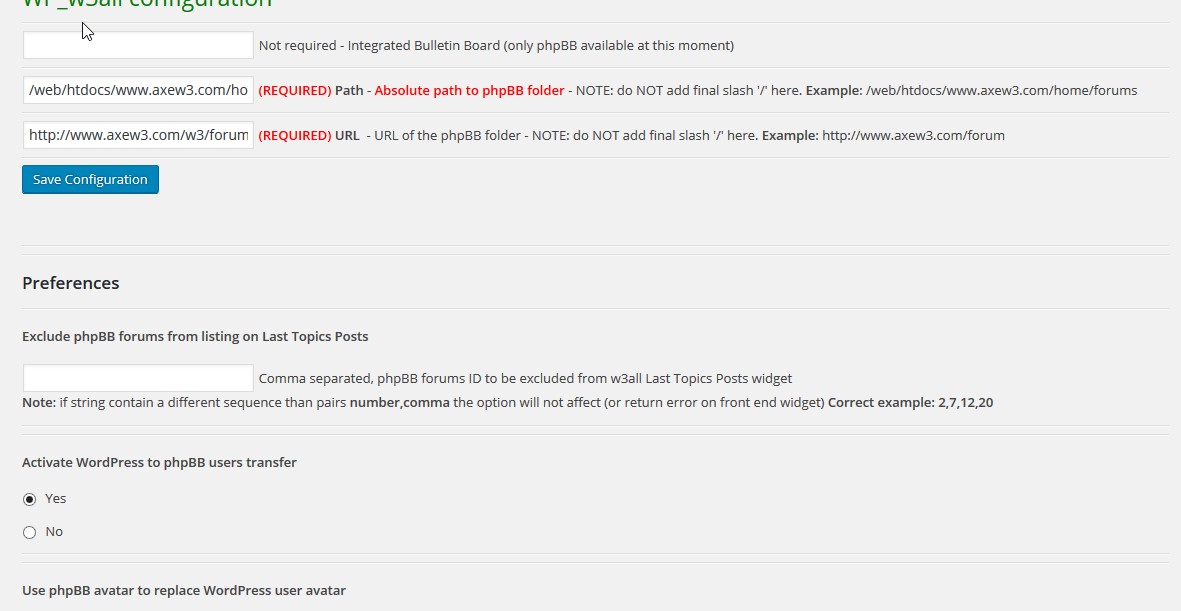 WP_w3all configuration
Not required - Integrated Bulletin Board (only phpBB available at this moment)
/web/htdocs/www.axew3.com/ho (REQUIRED) Path - Absolute path to phpBB folder - NOTE: do NOT add final slash '/' here. Example: /web/htdocs/www.axew3.com/home/forums
http://www.axew3.com/w3/forum (REQUIRED) URL - URL of the phpBB folder - NOTE: do NOT add final slash '/' here. Example: http://www.axew3.com/forum
Save Configuration
Preferences
Exclude phpBB forums from listing on Last Topics Posts
Comma separated, phpBB forums ID to be excluded from w3all Last Topics Posts widget
Note: if string contain a different sequence than pairs number,comma the option will not affect (or return error on front end widget) Correct example: 2,7,12,20
Activate WordPress to phpBB users transfer
Yes
No
Use phpBB avatar to replace WordPress user avatar